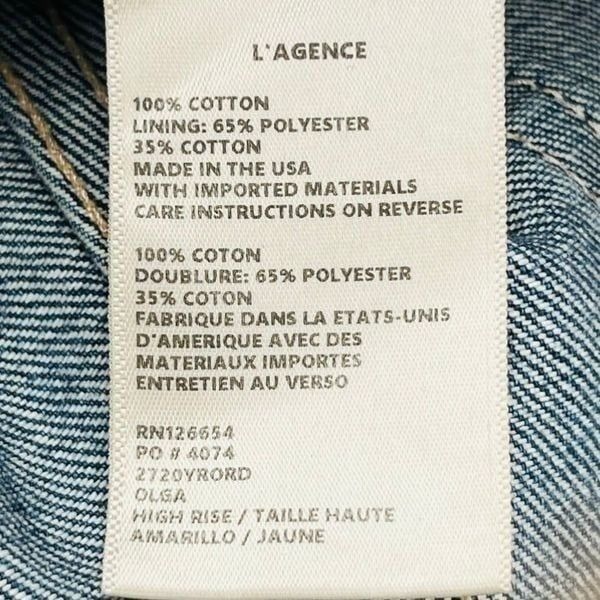 L'AGENCE
100% COTTON
LINING: 65% POLYESTER
35% COTTON
MADE IN THE USA
WITH IMPORTED MATERIALS
CARE INSTRUCTIONS ON REVERSE
100% COTON
DOUBLURE: 65% POLYESTER
35% COTON
FABRIQUE DANS LA ETATS-UNIS
D'AMERIQUE AVEC DES
MATERIAUX IMPORTES
ENTRETIEN AU VERSO
RN126654
PO # 4074
2720YRORD
OLGA
HIGH RISE / TAILLE HAUTE
AMARILLO / JAUNE